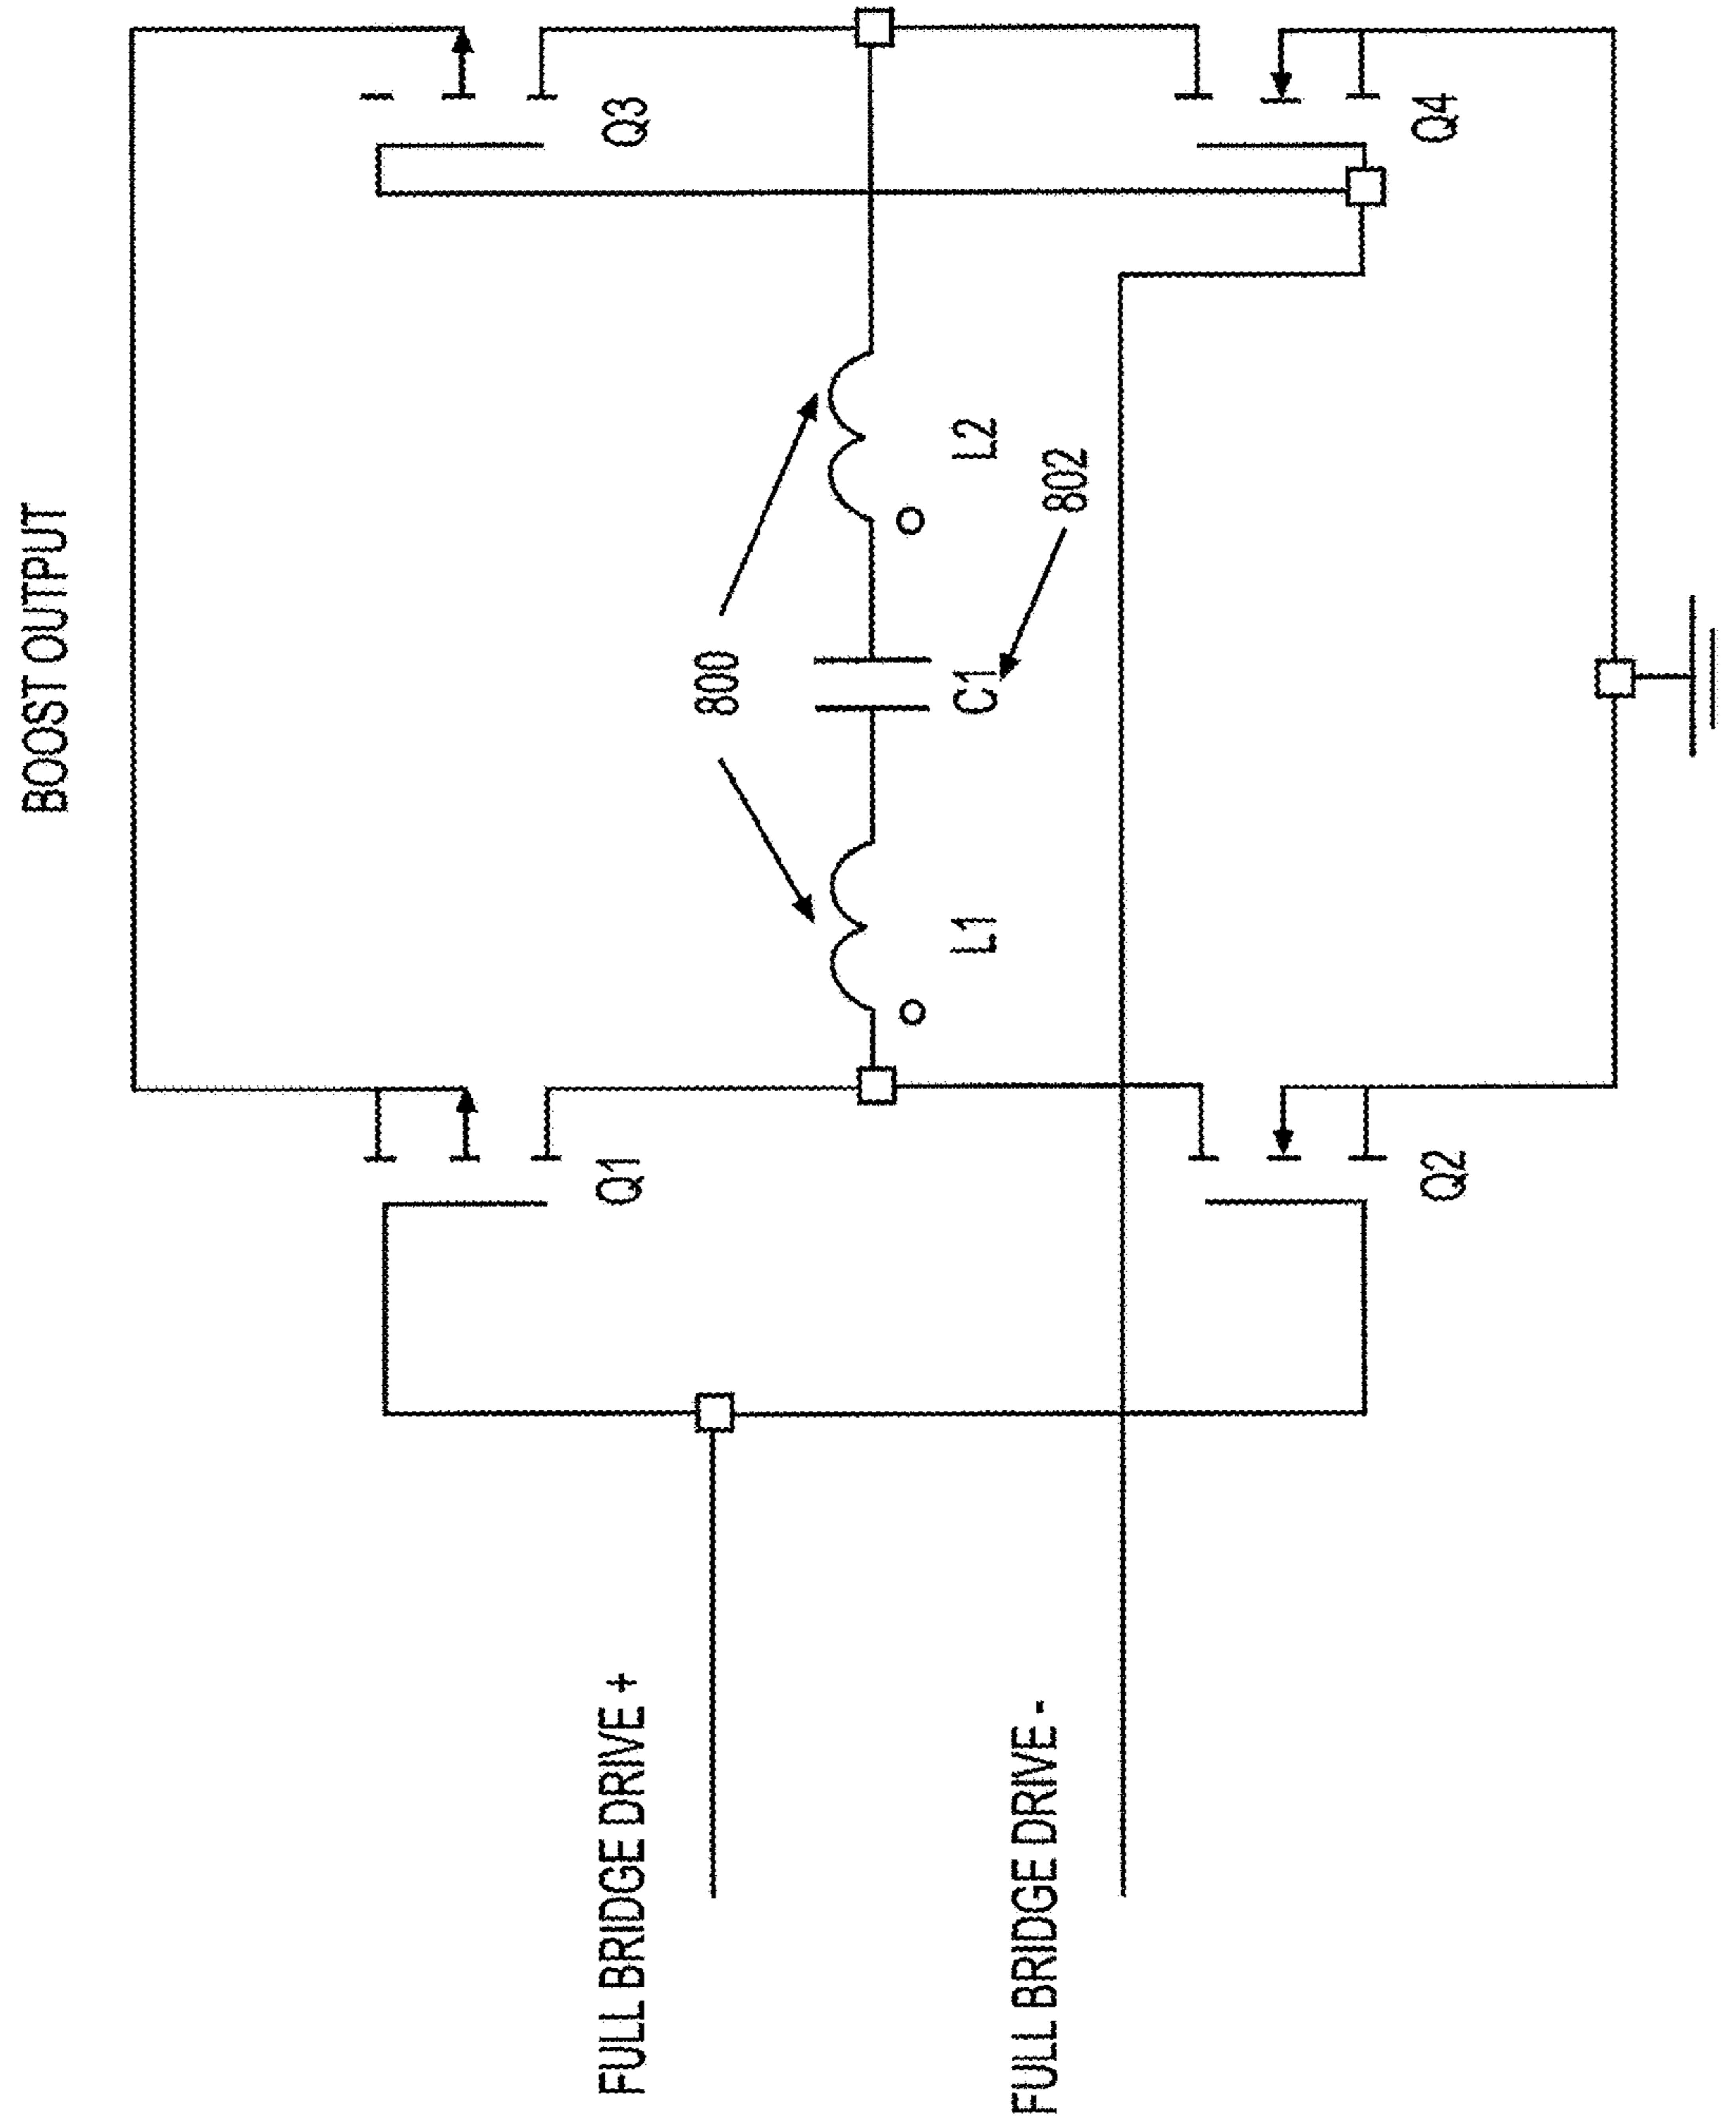 BOOST OUTPUT
Q3
Q4
L2
802
800
C1
L1
Q1
Q2
FULL BRIDGE DRIVE +
FULL BRIDGE DRIVE -